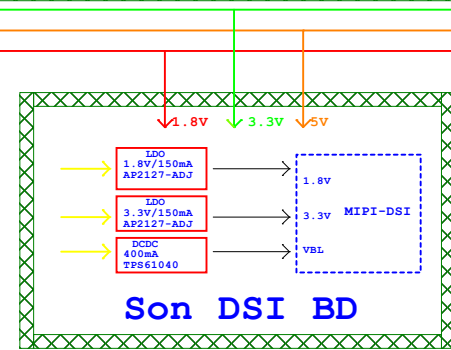 1.8V
3.3V
5V
LDO
1.8V/150mA
AP2127-ADJ
1.8V
LDO
3.3V/150mA
AP2127-ADJ
3.3V
MIPI-DSI
DCDC
400mA
TPS61040
VBL
Son DSI BD